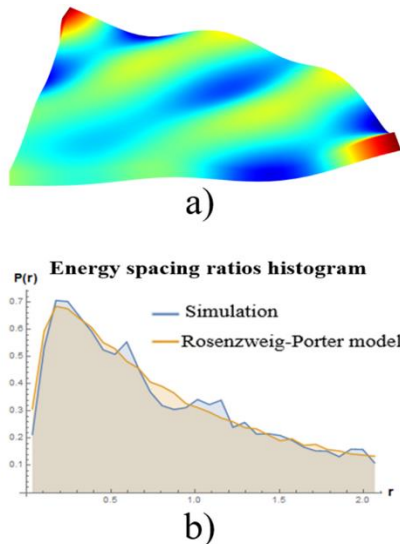 a)
Energy spacing ratios histogram
P(r)
0.7
Simulation
0.6
Rosenzweig-Porter model
0.5
0.4
0.3
0.2
0.1
0.5
1.0
1.5
2.0
r
b)